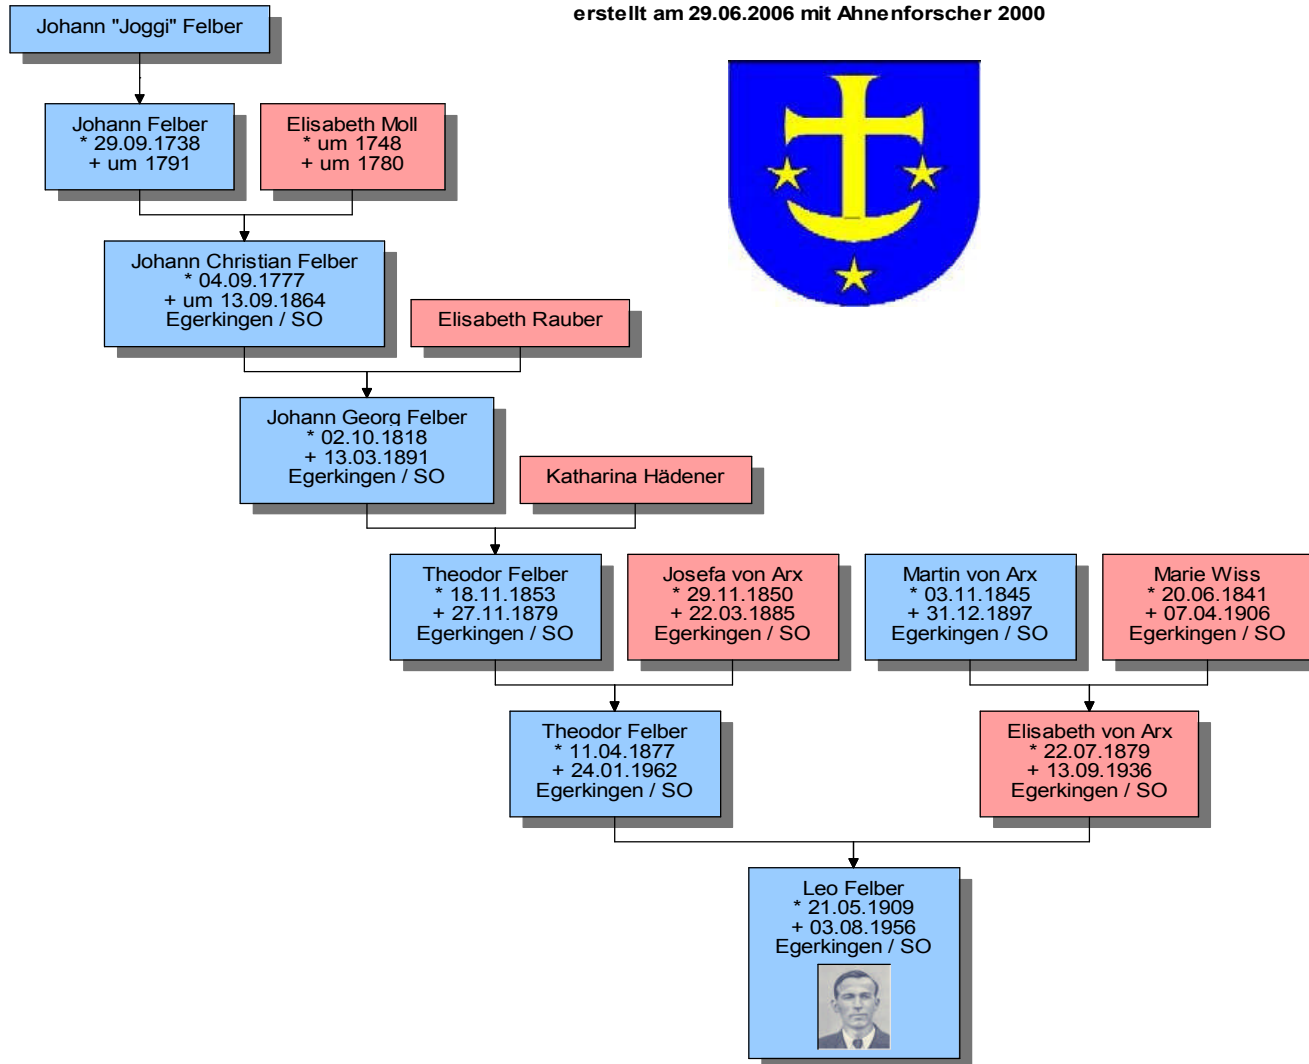 erstellt am 29.06.2006 mit Ahnenforscher 2000
Johann "Joggi" Felber
Johann Felber
* 29.09.1738
+ um 1791
Elisabeth Moll
* um 1748
+ um 1780
Johann Christian Felber
* 04.09.1777
+ um 13.09.1864
Egerkingen / SO
Elisabeth Rauber
Johann Georg Felber
* 02.10.1818
+ 13.03.1891
Egerkingen / SO
Katharina Hädener
Theodor Felber
* 18.11.1853
+ 27.11.1879
Egerkingen / SO
Josefa von Arx
* 29.11.1850
+ 22.03.1885
Egerkingen / SO
Martin von Arx
* 03.11.1845
+ 31.12.1897
Egerkingen / SO
Marie Wiss
* 20.06.1841
+ 07.04.1906
Egerkingen / SO
Theodor Felber
* 11.04.1877
+ 24.01.1962
Egerkingen / SO
Elisabeth von Arx
* 22.07.1879
+ 13.09.1936
Egerkingen / SO
Leo Felber
* 21.05.1909
+ 03.08.1956
Egerkingen / SO